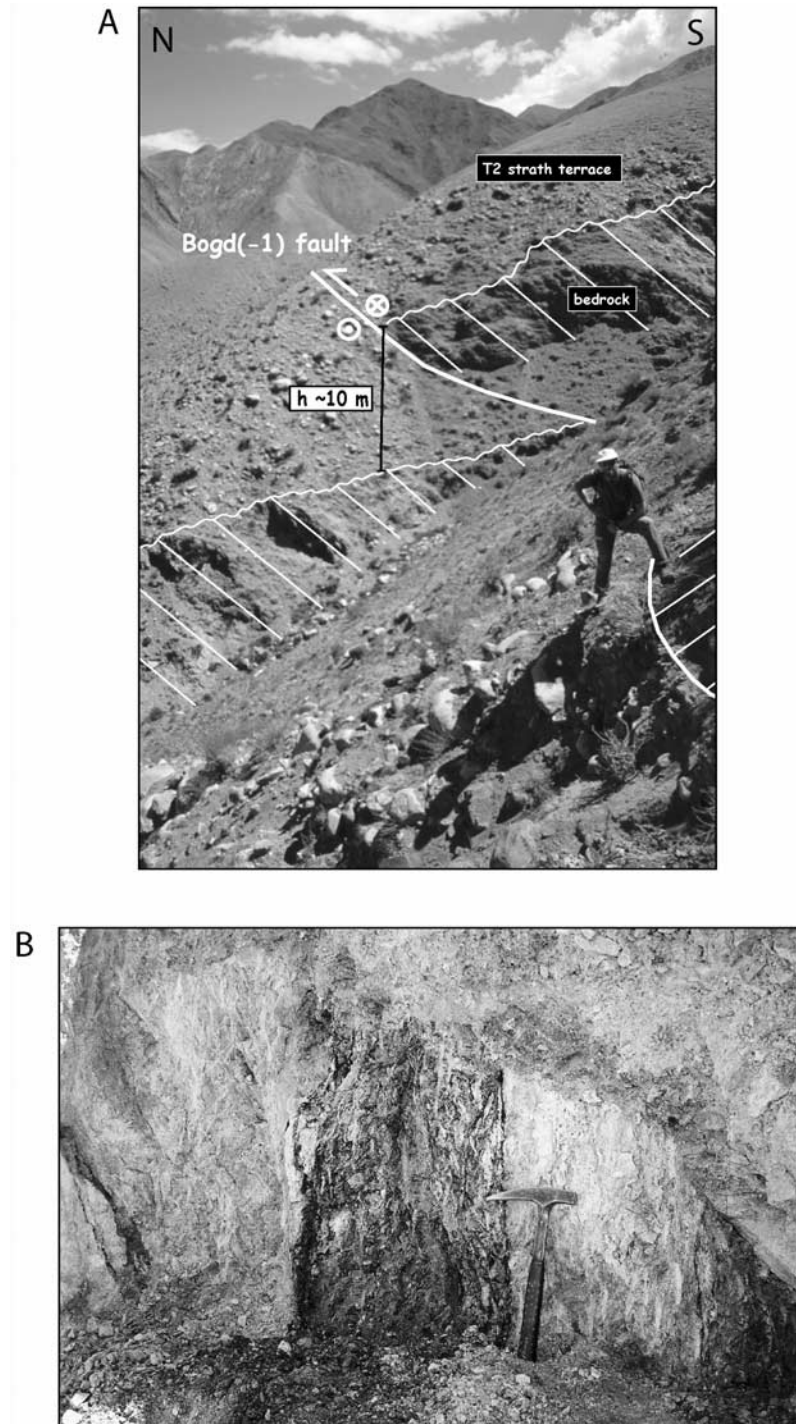 A
N
S
T2 strath terrace
Bogd(-1) fault
bedrock
h ~10 m
B